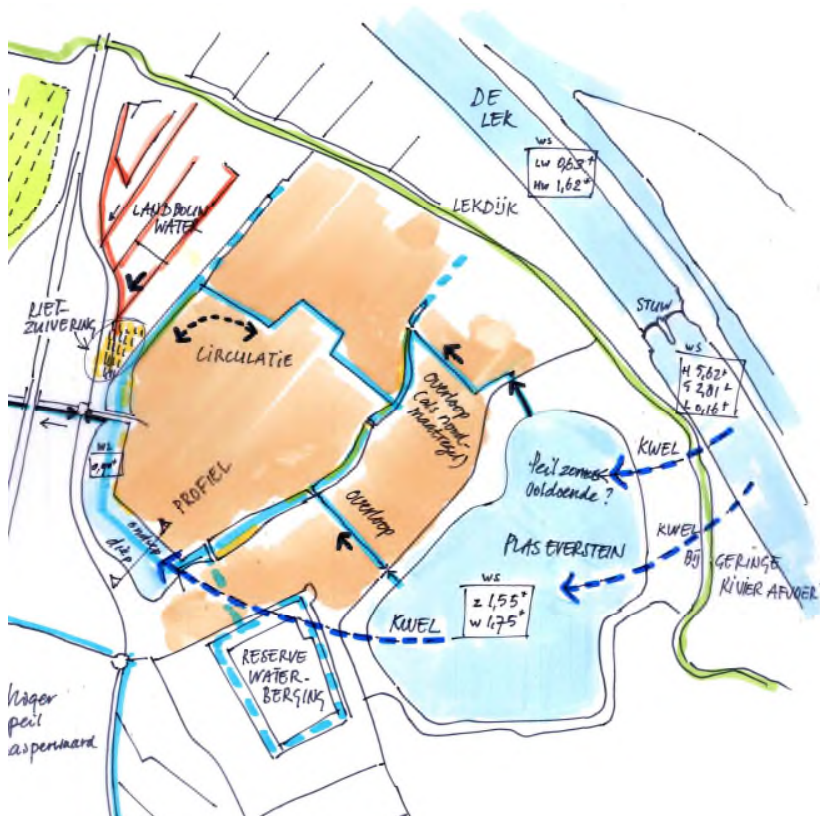 DE
LEK
WS
LW 0,63+
HW 1,62+
LEKDIJK
LANDBOUW
WATER
RIET-
ZUIVERING
CIRCULATIE
STUW
WS
H 5,62+
2,81
0,16+
OVERLOOP
(als nood-
maatregel)
KWEL
Peil
voldoende?
KWEL
BIJ GERINGE
RIVIER AFVOER
WS
PROFIEL
ondiep
diep
OVERLOOP
PLAS EVERSTEIN
WS
Z 1,55+
W 1,75+
KWEL
RESERVE
WATER-
BERGING
hoger
peil